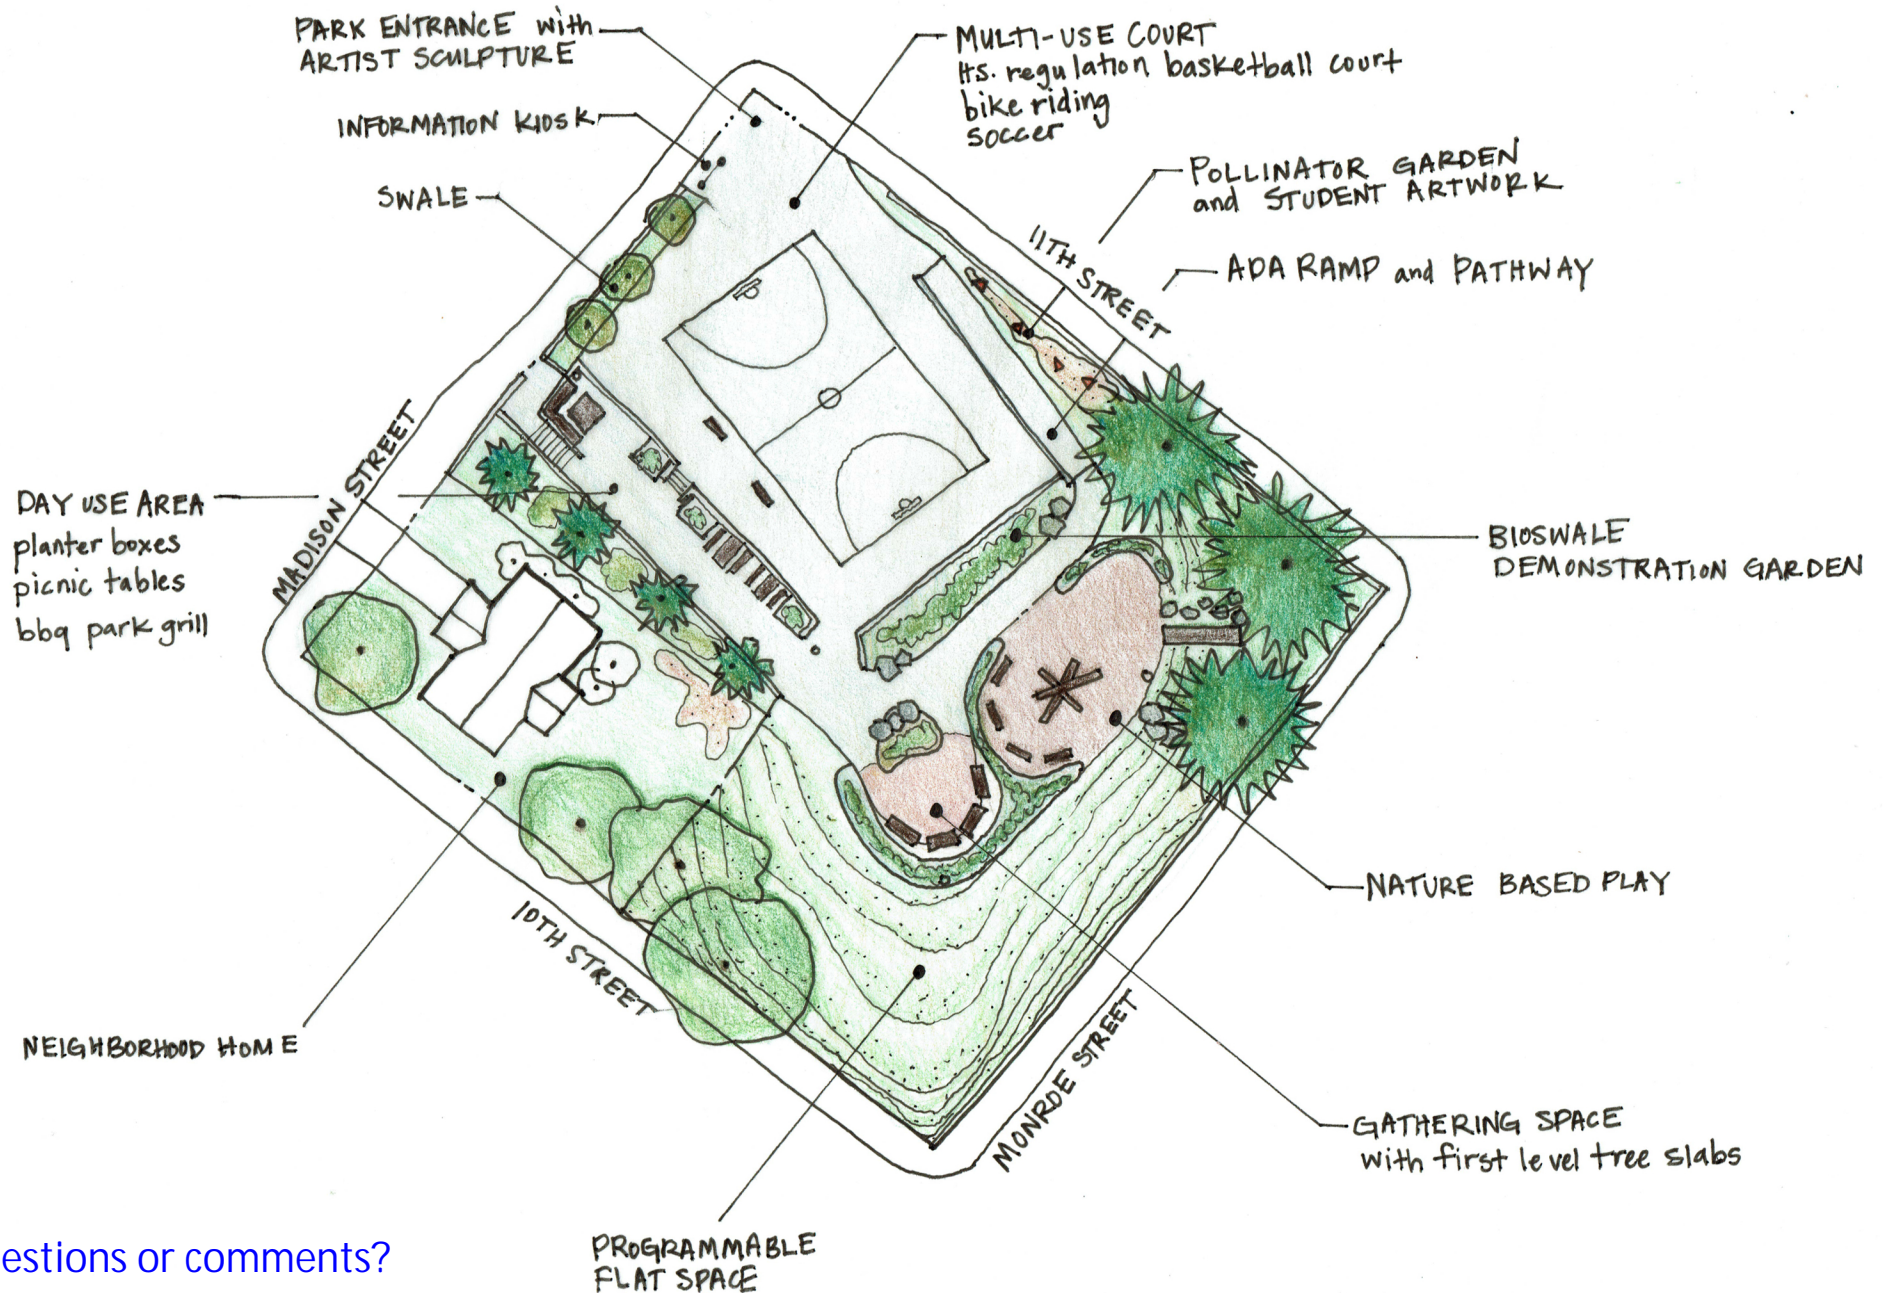 PARK ENTRANCE with
ARTIST SCULPTURE
MULTI-USE COURT
Hs. regulation basketball court
bike riding
soccer
INFORMATION KIOSK
POLLINATOR GARDEN
and STUDENT ARTWORK
SWALE
11TH STREET
ADA RAMP and PATHWAY
MADISON STREET
DAY USE AREA
planter boxes
picnic tables
bbq park grill
BIOSWALE
DEMONSTRATION GARDEN
NATURE BASED PLAY
10TH STREET
NEIGHBORHOOD HOME
MONROE STREET
GATHERING SPACE
with first level tree slabs
PROGRAMMABLE
FLAT SPACE
estions or comments?